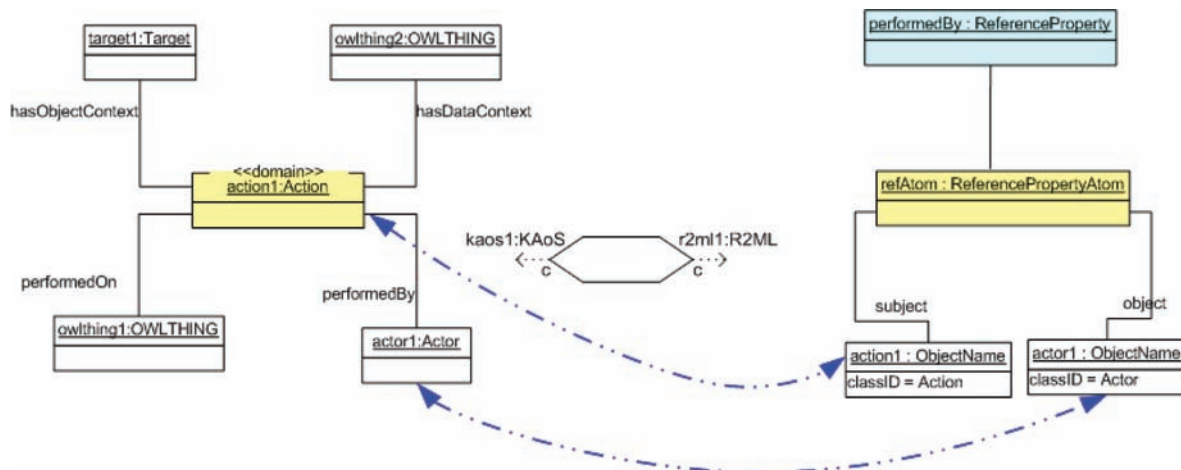 target1:Target
owlthing2:OWLTHING
performedBy : ReferenceProperty
hasObjectContext
hasDataContext
<<domain>>
action1:Action
refAtom : ReferencePropertyAtom
kaos1:KAoS
r2ml1:R2ML
c
c
performedOn
performedBy
subject
object
owlthing1:OWLTHING
actor1:Actor
action1 : ObjectName
classID = Action
actor1 : ObjectName
classID = Actor